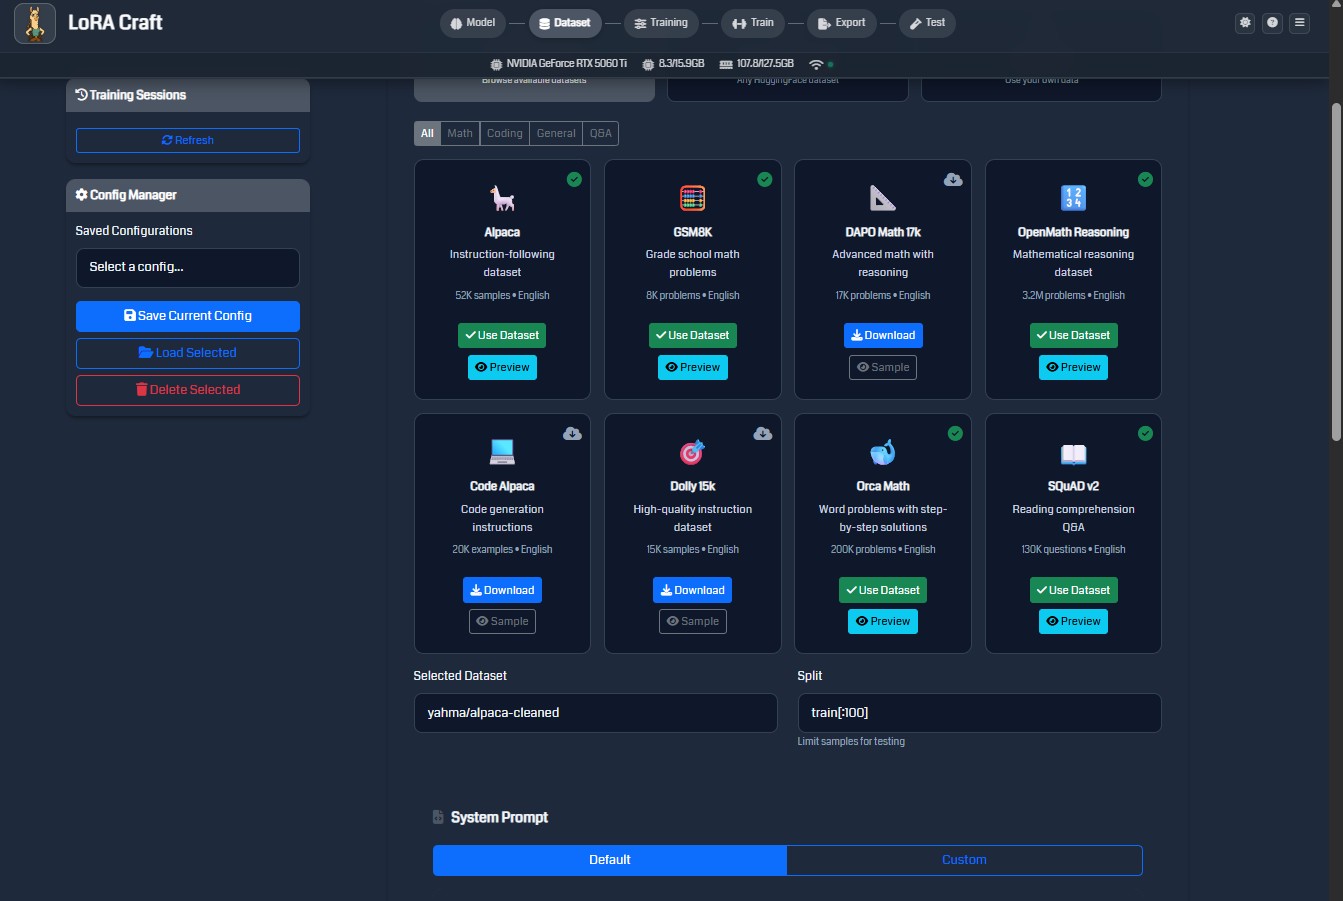 LoRA Craft
Model
Dataset
Training
Train
Export
Test
NVIDIA GeForce RTX 5060 Ti
8.3/15.9GB
107.8/127.5GB
Training Sessions
Refresh
Config Manager
Saved Configurations
Select a config...
Save Current Config
Load Selected
Delete Selected
Browse available datasets
Any HuggingFace dataset
Use your own data
All
Math
Coding
General
Q&A
Alpaca
Instruction-following
dataset
52K samples • English
Use Dataset
Preview
GSM8K
Grade school math
problems
8K problems • English
Use Dataset
Preview
DAPO Math 17k
Advanced math with
reasoning
17K problems • English
Download
Sample
1 2
3 4
OpenMath Reasoning
Mathematical reasoning
dataset
3.2M problems • English
Use Dataset
Preview
Code Alpaca
Code generation
instructions
20K examples • English
Download
Sample
Dolly 15k
High-quality instruction
dataset
15K samples • English
Download
Sample
Orca Math
Word problems with step-
by-step solutions
200K problems • English
Use Dataset
Preview
SQuAD v2
Reading comprehension
Q&A
130K questions • English
Use Dataset
Preview
Selected Dataset
yahma/alpaca-cleaned
Split
train[:100]
Limit samples for testing
System Prompt
Default
Custom